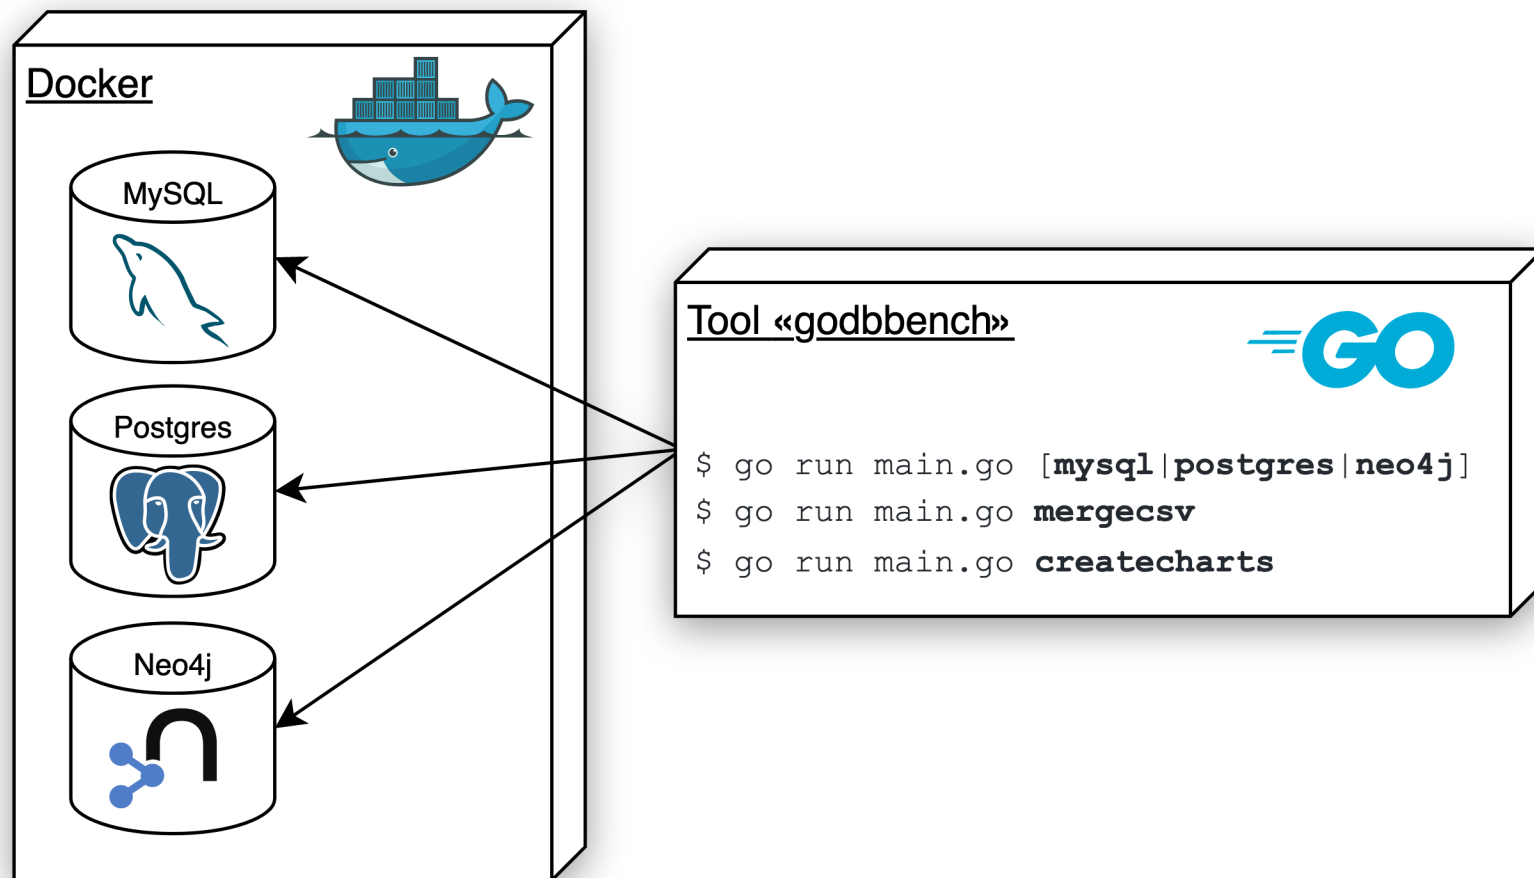 Docker
MySQL
Postgres
Neo4j
Tool «godbbench»
GO
$ go run main.go [mysql|postgres|neo4j]
$ go run main.go mergecsv
$ go run main.go createcharts